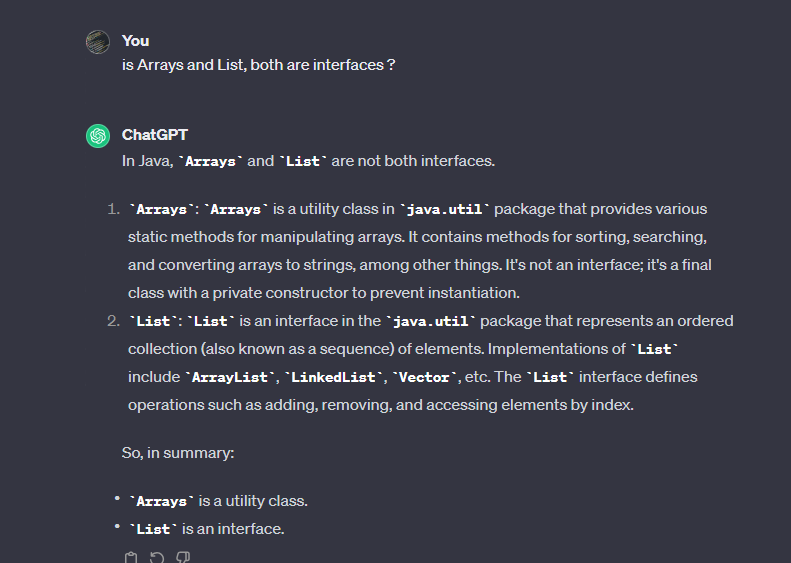 You
is Arrays and List, both are interfaces ?
ChatGPT
In Java, `Arrays` and `List` are not both interfaces.
1. `Arrays`: `Arrays` is a utility class in `java.util` package that provides various
static methods for manipulating arrays. It contains methods for sorting, searching,
and converting arrays to strings, among other things. It's not an interface; it's a final
class with a private constructor to prevent instantiation.
2. `List`: `List` is an interface in the `java.util` package that represents an ordered
collection (also known as a sequence) of elements. Implementations of `List`
include `ArrayList`, `LinkedList`, `Vector`, etc. The `List` interface defines
operations such as adding, removing, and accessing elements by index.
So, in summary:
• `Arrays` is a utility class.
• `List` is an interface.